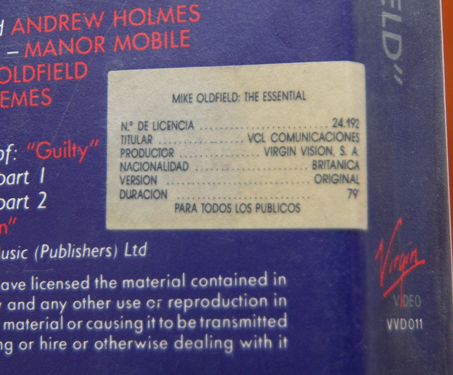 d ANDREW HOLMES
– MANOR MOBILE
OLDFIELD
EMES
of: "Guilty"
part 1
part 2
n"
usic (Publishers) Ltd
ave licensed the material contained in
y and any other use or reproduction in
material or causing it to be transmitted
ng or hire or otherwise dealing with it
MIKE OLDFIELD: THE ESSENTIAL
N.º DE LICENCIA ........................ 24.192
TITULAR .................. VCL COMUNICACIONES
PRODUCTOR .................. VIRGIN VISION, S. A.
NACIONALIDAD ........................ BRITANICA
VERSION ........................ ORIGINAL
DURACION ........................ 79
PARA TODOS LOS PUBLICOS
ELD"
Virgin
VIDEO
VVD011